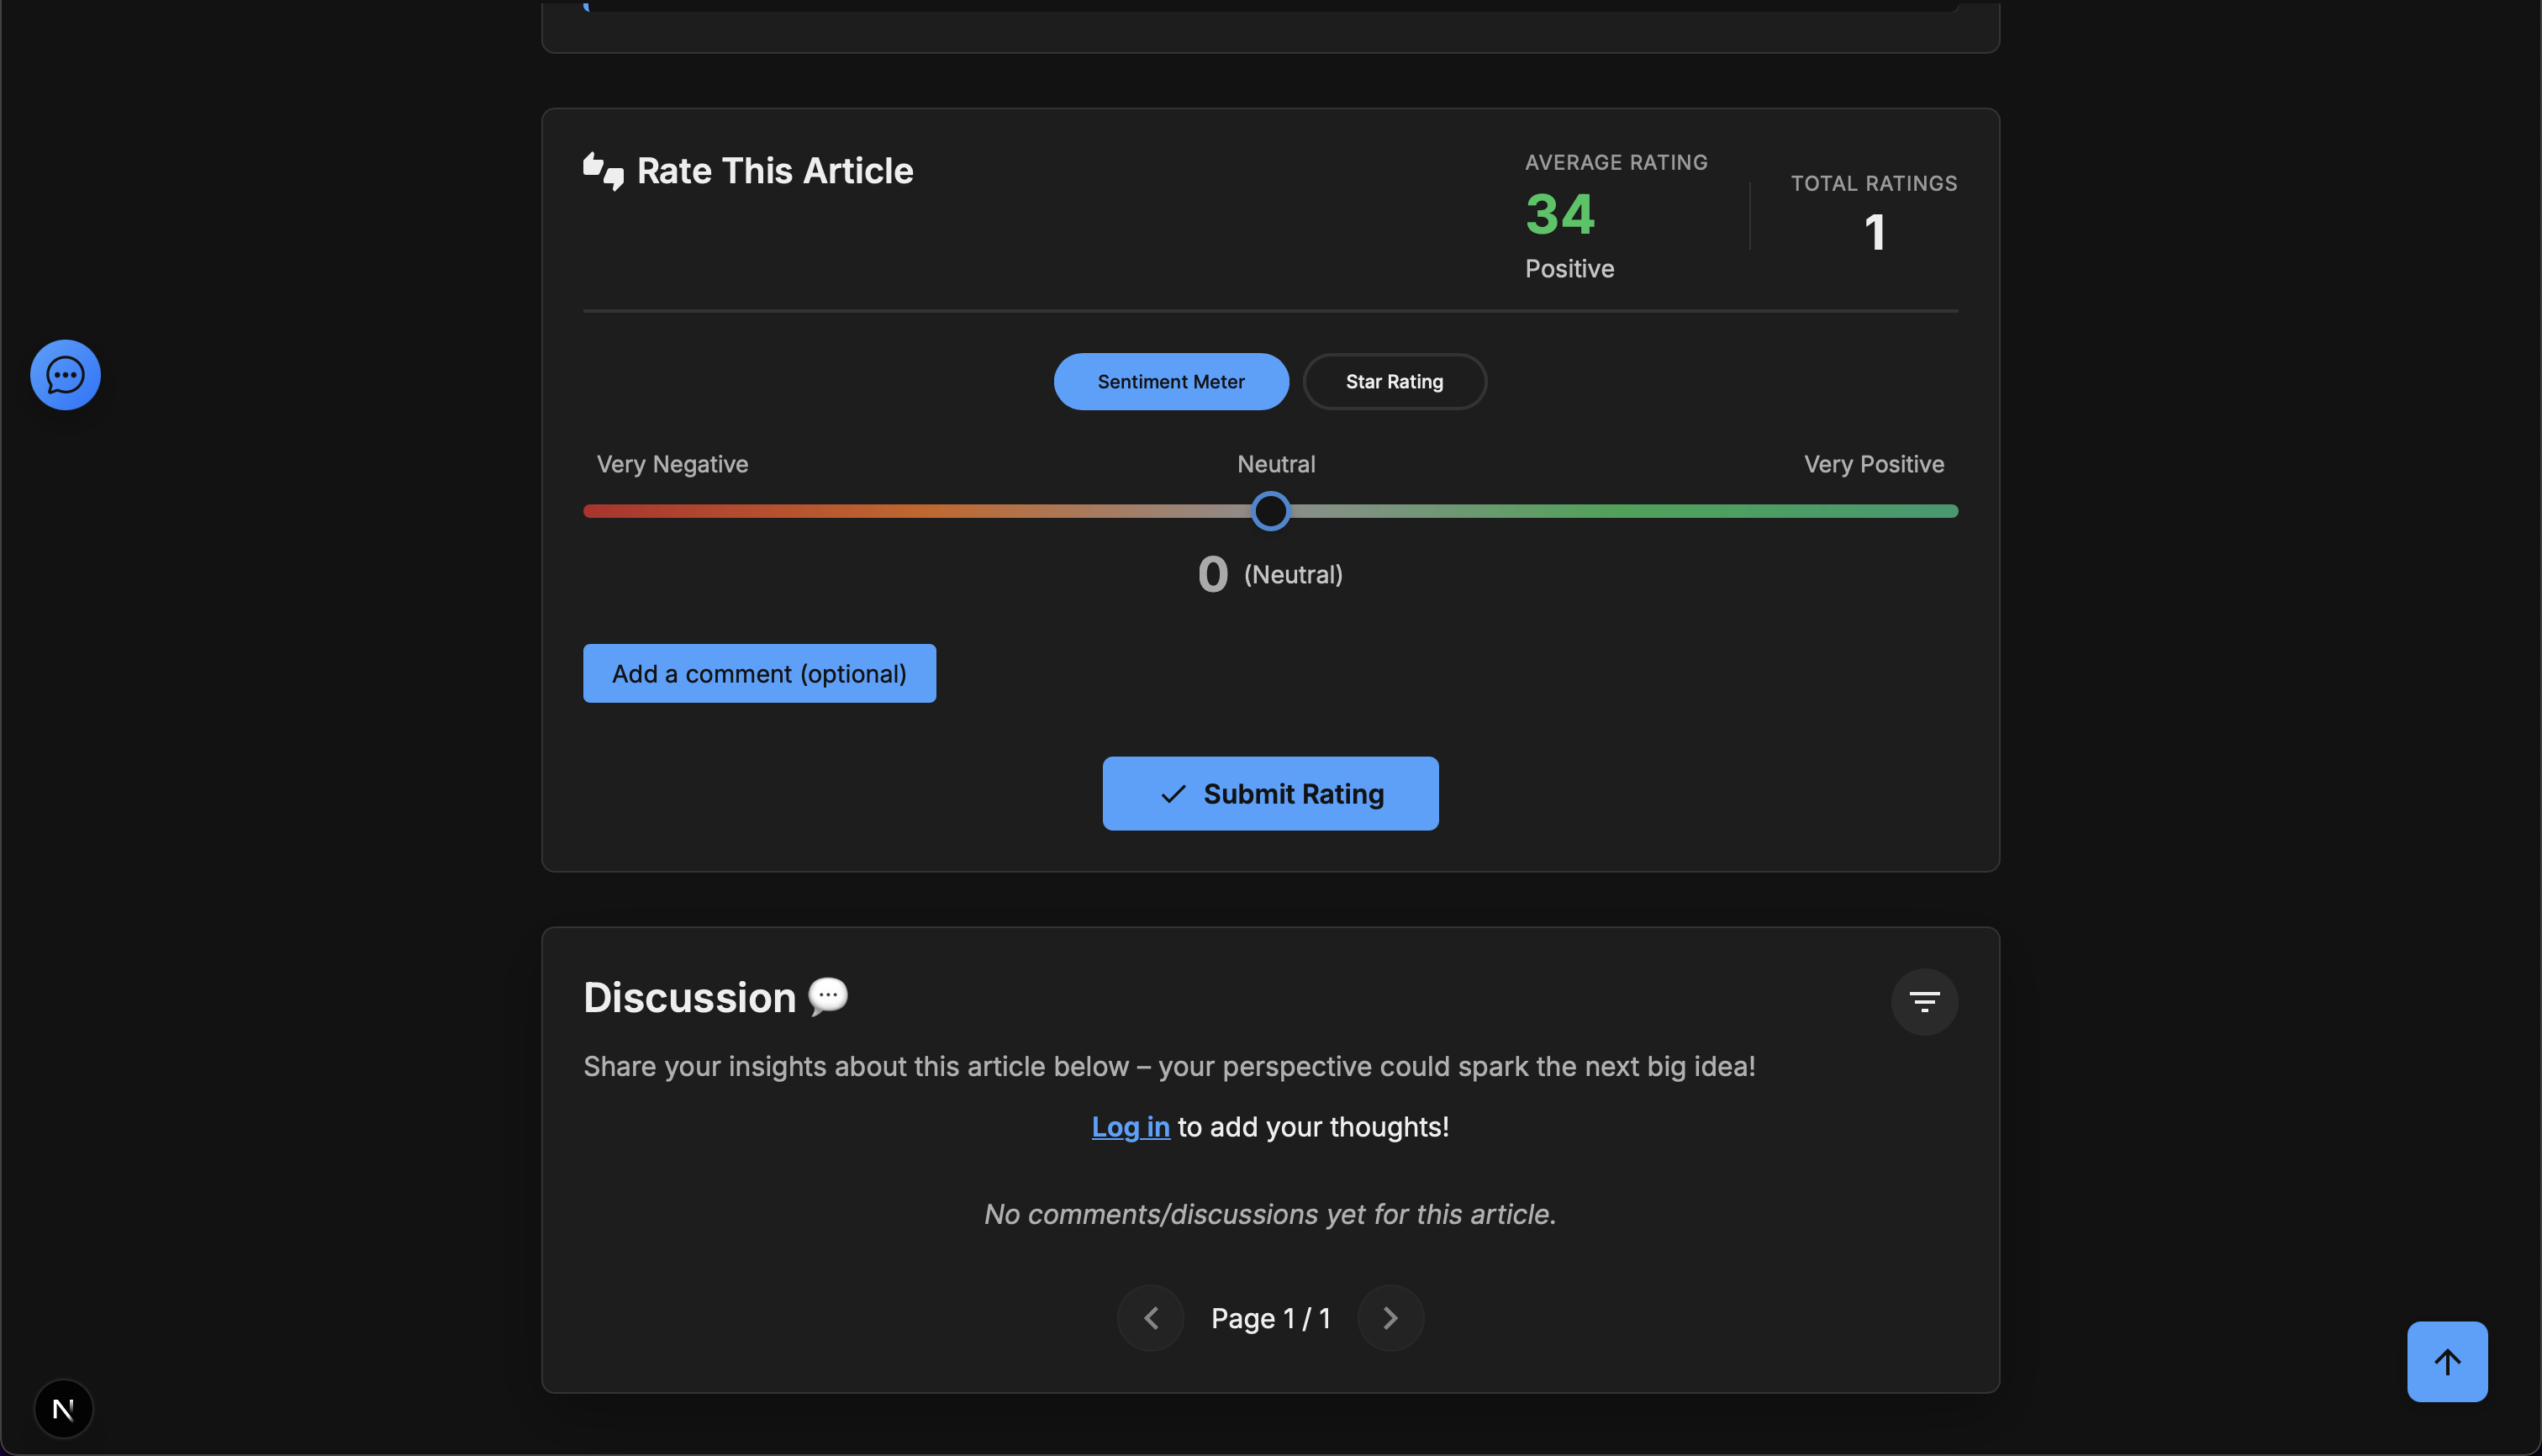 Rate This Article
AVERAGE RATING
34
Positive
TOTAL RATINGS
1
Sentiment Meter
Star Rating
Very Negative
Neutral
Very Positive
0 (Neutral)
Add a comment (optional)
Submit Rating
Discussion 💬
Share your insights about this article below – your perspective could spark the next big idea!
Log in to add your thoughts!
No comments/discussions yet for this article.
Page 1 / 1
N